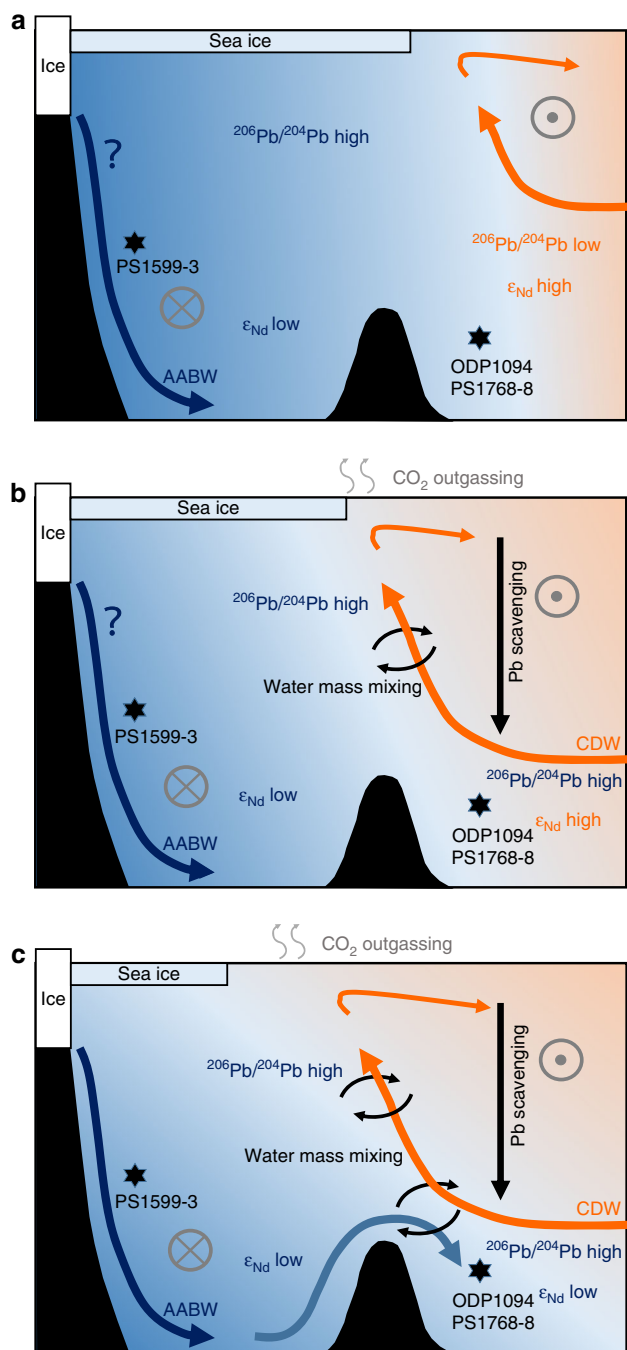 a
Sea ice
Ice
²⁰⁶Pb/²⁰⁴Pb high
?
²⁰⁶Pb/²⁰⁴Pb low
PS1599-3
εNd high
εNd low
ODP1094
AABW
PS1768-8
b
CO₂ outgassing
Sea ice
Ice
²⁰⁶Pb/²⁰⁴Pb high
?
Pb scavenging
Water mass mixing
PS1599-3
CDW
²⁰⁶Pb/²⁰⁴Pb high
εNd low
εNd high
ODP1094
AABW
PS1768-8
c
CO₂ outgassing
Sea ice
Ice
²⁰⁶Pb/²⁰⁴Pb high
Pb scavenging
Water mass mixing
PS1599-3
CDW
²⁰⁶Pb/²⁰⁴Pb high
εNd low
ODP1094 εNd low
AABW
PS1768-8